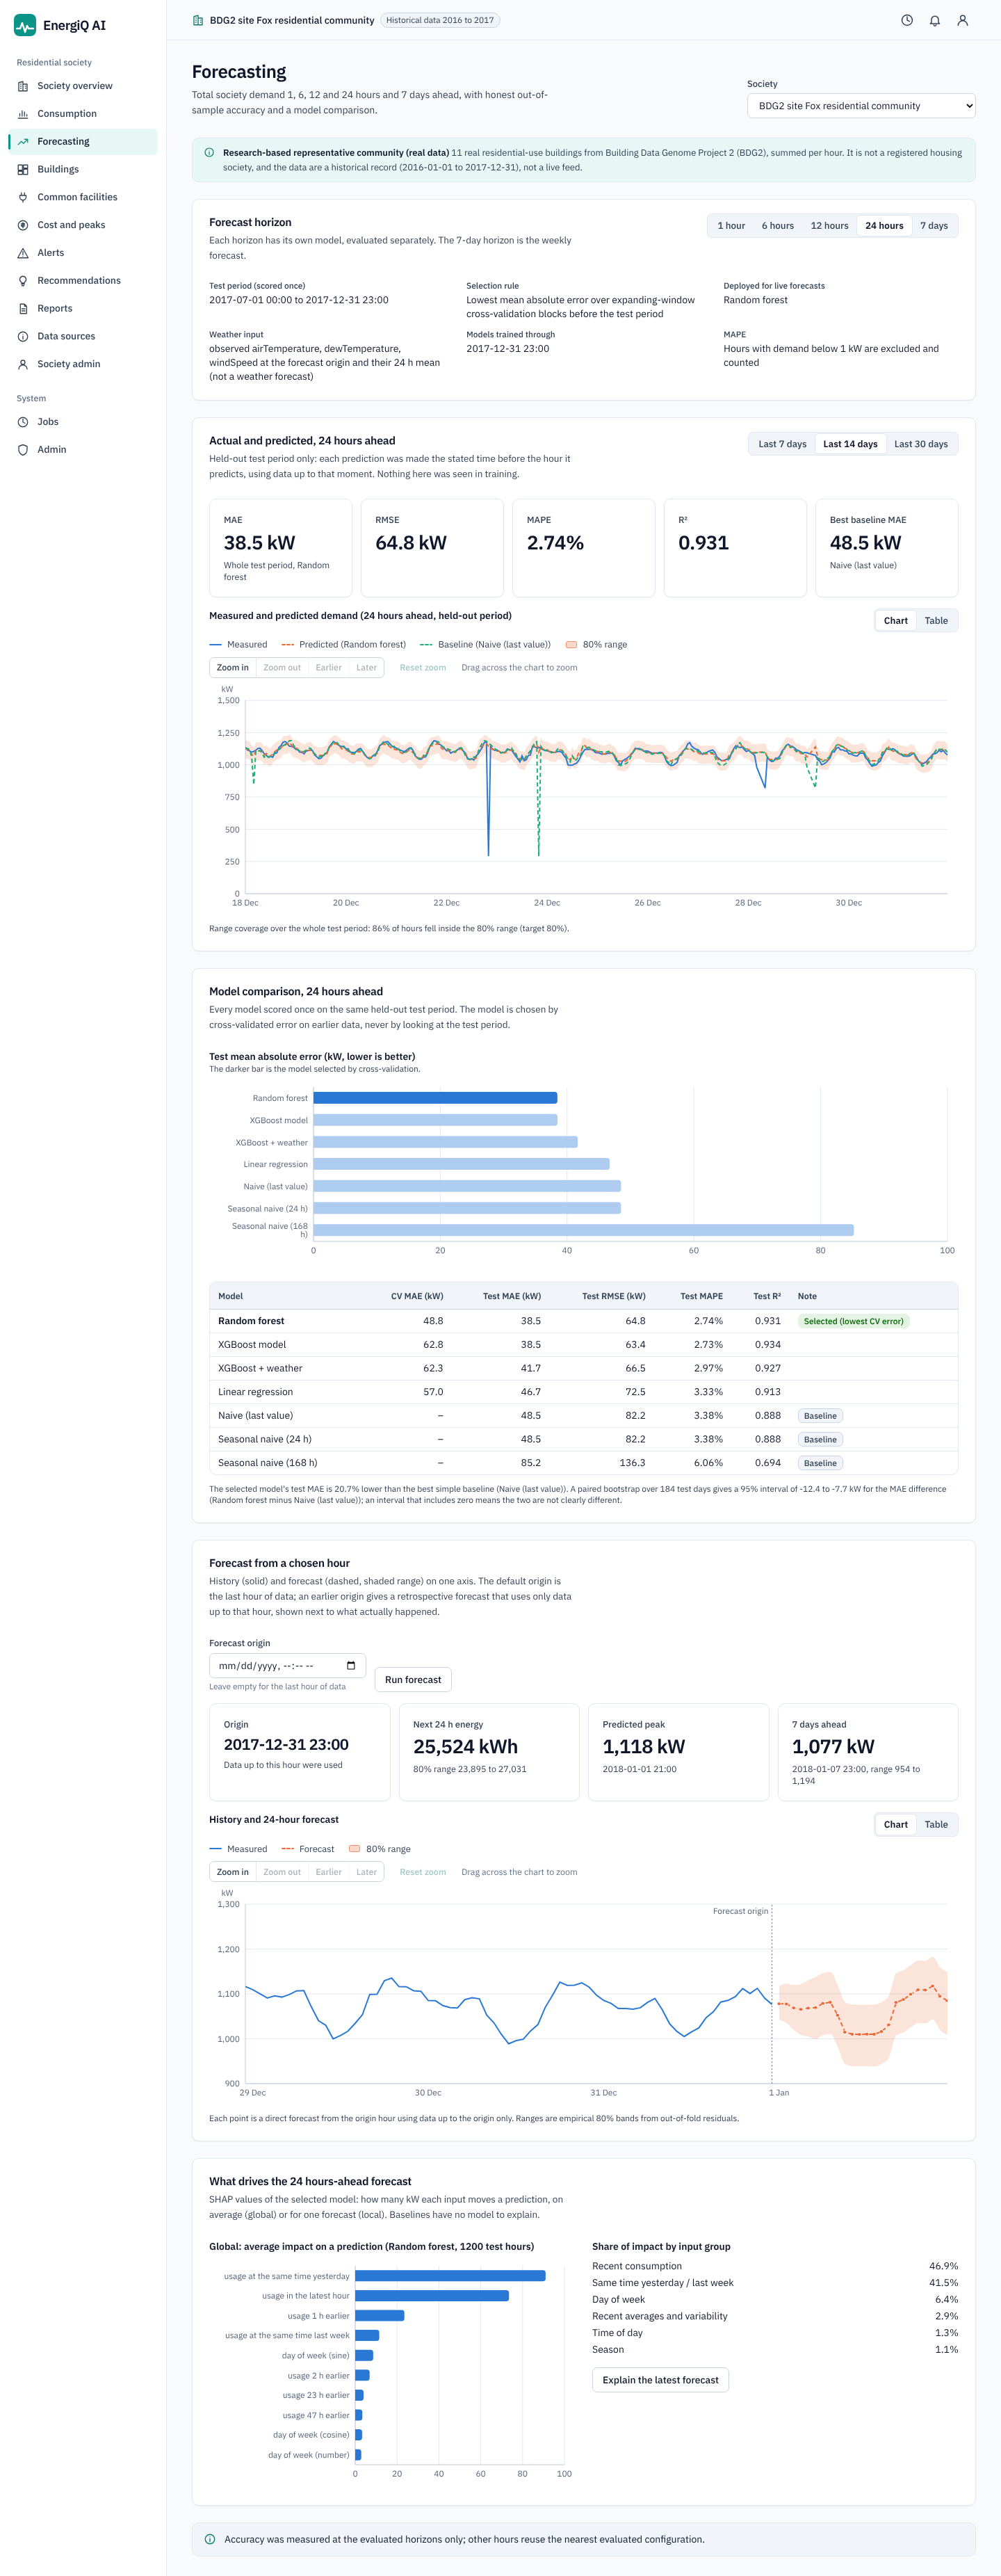 EnergiQ AI
Residential society
Society overview
Consumption
Forecasting
Buildings
Common facilities
Cost and peaks
Alerts
Recommendations
Reports
Data sources
Society admin
System
Jobs
Admin
BDG2 site Fox residential community
Historical data 2016 to 2017
Forecasting
Total society demand 1, 6, 12 and 24 hours and 7 days ahead, with honest out-of-
sample accuracy and a model comparison.
Society
BDG2 site Fox residential community
Research-based representative community (real data) 11 real residential-use buildings from Building Data Genome Project 2 (BDG2), summed per hour. It is not a registered housing
society, and the data are a historical record (2016-01-01 to 2017-12-31), not a live feed.
Forecast horizon
Each horizon has its own model, evaluated separately. The 7-day horizon is the weekly
forecast.
1 hour
6 hours
12 hours
24 hours
7 days
Test period (scored once)
2017-07-01 00:00 to 2017-12-31 23:00
Selection rule
Lowest mean absolute error over expanding-window
cross-validation blocks before the test period
Deployed for live forecasts
Random forest
Weather input
observed airTemperature, dewTemperature,
windSpeed at the forecast origin and their 24 h mean
(not a weather forecast)
Models trained through
2017-12-31 23:00
MAPE
Hours with demand below 1 kW are excluded and
counted
Actual and predicted, 24 hours ahead
Held-out test period only: each prediction was made the stated time before the hour it
predicts, using data up to that moment. Nothing here was seen in training.
Last 7 days
Last 14 days
Last 30 days
MAE
38.5 kW
Whole test period, Random
forest
RMSE
64.8 kW
MAPE
2.74%
R²
0.931
Best baseline MAE
48.5 kW
Naive (last value)
Measured and predicted demand (24 hours ahead, held-out period)
Chart
Table
Measured
Predicted (Random forest)
Baseline (Naive (last value))
80% range
Zoom in
Zoom out
Earlier
Later
Reset zoom
Drag across the chart to zoom
kW
1,500
1,250
1,000
750
500
250
0
18 Dec
20 Dec
22 Dec
24 Dec
26 Dec
28 Dec
30 Dec
Range coverage over the whole test period: 86% of hours fell inside the 80% range (target 80%).
Model comparison, 24 hours ahead
Every model scored once on the same held-out test period. The model is chosen by
cross-validated error on earlier data, never by looking at the test period.
Test mean absolute error (kW, lower is better)
The darker bar is the model selected by cross-validation.
Random forest
XGBoost model
XGBoost + weather
Linear regression
Naive (last value)
Seasonal naive (24 h)
Seasonal naive (168
h)
0
20
40
60
80
100
Model CV MAE (kW) Test MAE (kW) Test RMSE (kW) Test MAPE Test R² Note
Random forest 48.8 38.5 64.8 2.74% 0.931 Selected (lowest CV error)
XGBoost model 62.8 38.5 63.4 2.73% 0.934
XGBoost + weather 62.3 41.7 66.5 2.97% 0.927
Linear regression 57.0 46.7 72.5 3.33% 0.913
Naive (last value) – 48.5 82.2 3.38% 0.888 Baseline
Seasonal naive (24 h) – 48.5 82.2 3.38% 0.888 Baseline
Seasonal naive (168 h) – 85.2 136.3 6.06% 0.694 Baseline
The selected model's test MAE is 20.7% lower than the best simple baseline (Naive (last value)). A paired bootstrap over 184 test days gives a 95% interval of -12.4 to -7.7 kW for the MAE difference
(Random forest minus Naive (last value)); an interval that includes zero means the two are not clearly different.
Forecast from a chosen hour
History (solid) and forecast (dashed, shaded range) on one axis. The default origin is
the last hour of data; an earlier origin gives a retrospective forecast that uses only data
up to that hour, shown next to what actually happened.
Forecast origin
mm/dd/yyyy, --:-- --
Run forecast
Leave empty for the last hour of data
Origin
2017-12-31 23:00
Data up to this hour were used
Next 24 h energy
25,524 kWh
80% range 23,895 to 27,031
Predicted peak
1,118 kW
2018-01-01 21:00
7 days ahead
1,077 kW
2018-01-07 23:00, range 954 to
1,194
History and 24-hour forecast
Chart
Table
Measured
Forecast
80% range
Zoom in
Zoom out
Earlier
Later
Reset zoom
Drag across the chart to zoom
kW
1,300
1,200
1,100
1,000
900
Forecast origin
29 Dec
30 Dec
31 Dec
1 Jan
Each point is a direct forecast from the origin hour using data up to the origin only. Ranges are empirical 80% bands from out-of-fold residuals.
What drives the 24 hours-ahead forecast
SHAP values of the selected model: how many kW each input moves a prediction, on
average (global) or for one forecast (local). Baselines have no model to explain.
Global: average impact on a prediction (Random forest, 1200 test hours)
usage at the same time yesterday
usage in the latest hour
usage 1 h earlier
usage at the same time last week
day of week (sine)
usage 2 h earlier
usage 23 h earlier
usage 47 h earlier
day of week (cosine)
day of week (number)
0
20
40
60
80
100
Share of impact by input group
Recent consumption 46.9%
Same time yesterday / last week 41.5%
Day of week 6.4%
Recent averages and variability 2.9%
Time of day 1.3%
Season 1.1%
Explain the latest forecast
Accuracy was measured at the evaluated horizons only; other hours reuse the nearest evaluated configuration.